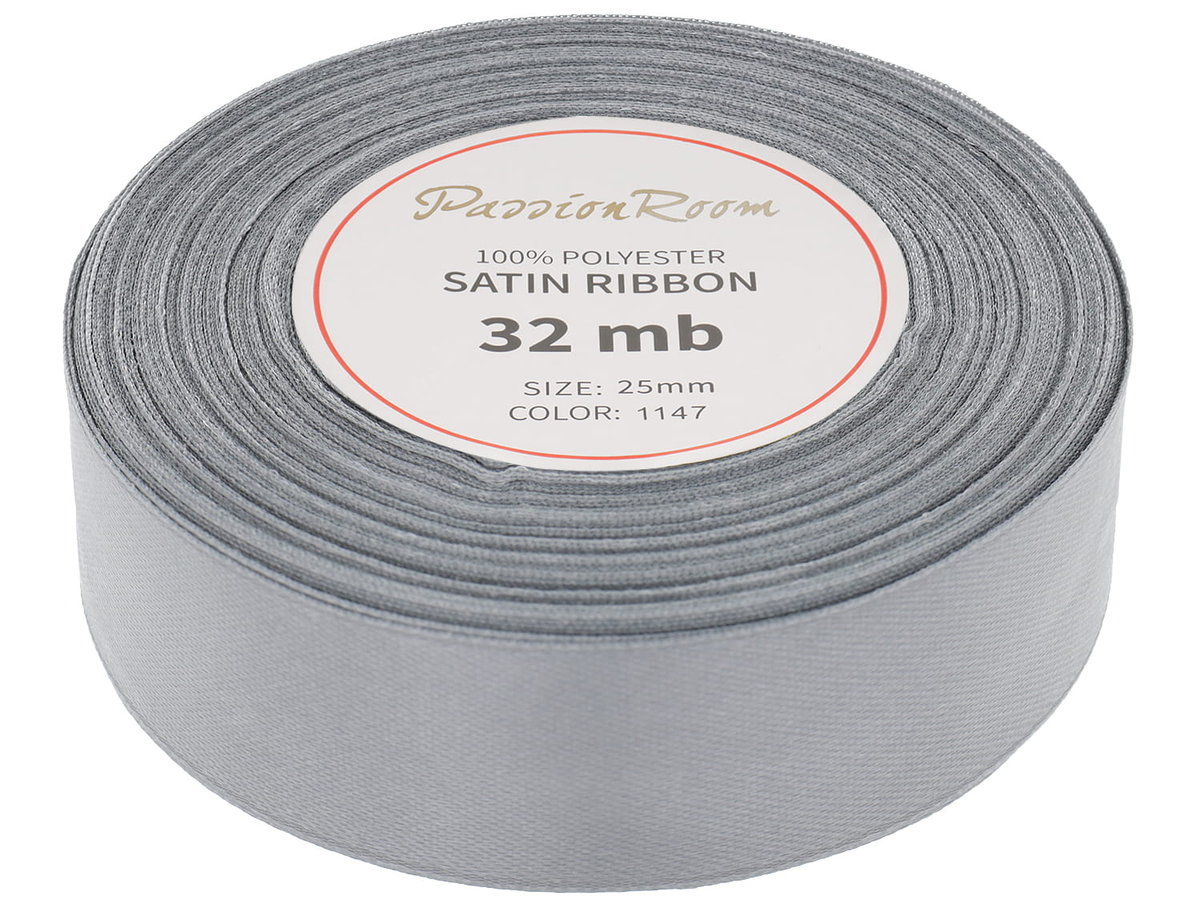 PassionRoom
100% POLYESTER
SATIN RIBBON
32 mb
SIZE: 25mm
COLOR: 1147